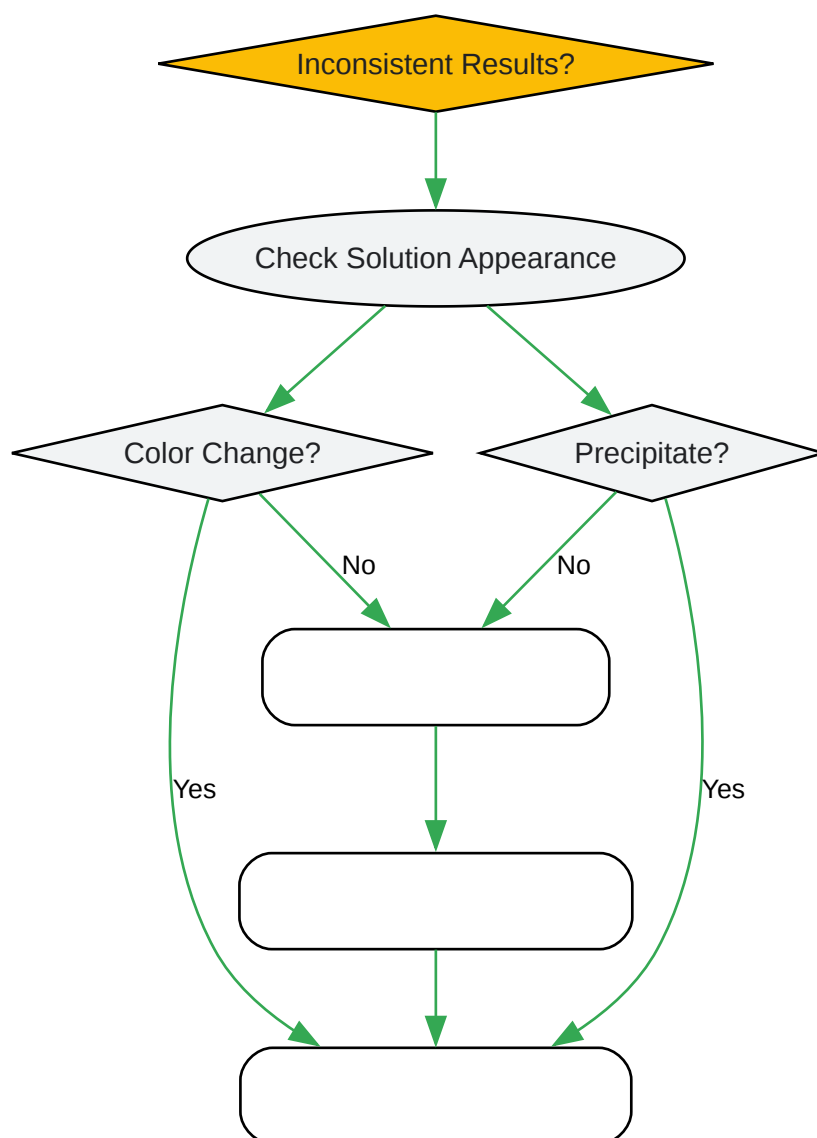 Inconsistent Results?
Check Solution Appearance
Color Change?
Precipitate?
No
No
Yes
Yes